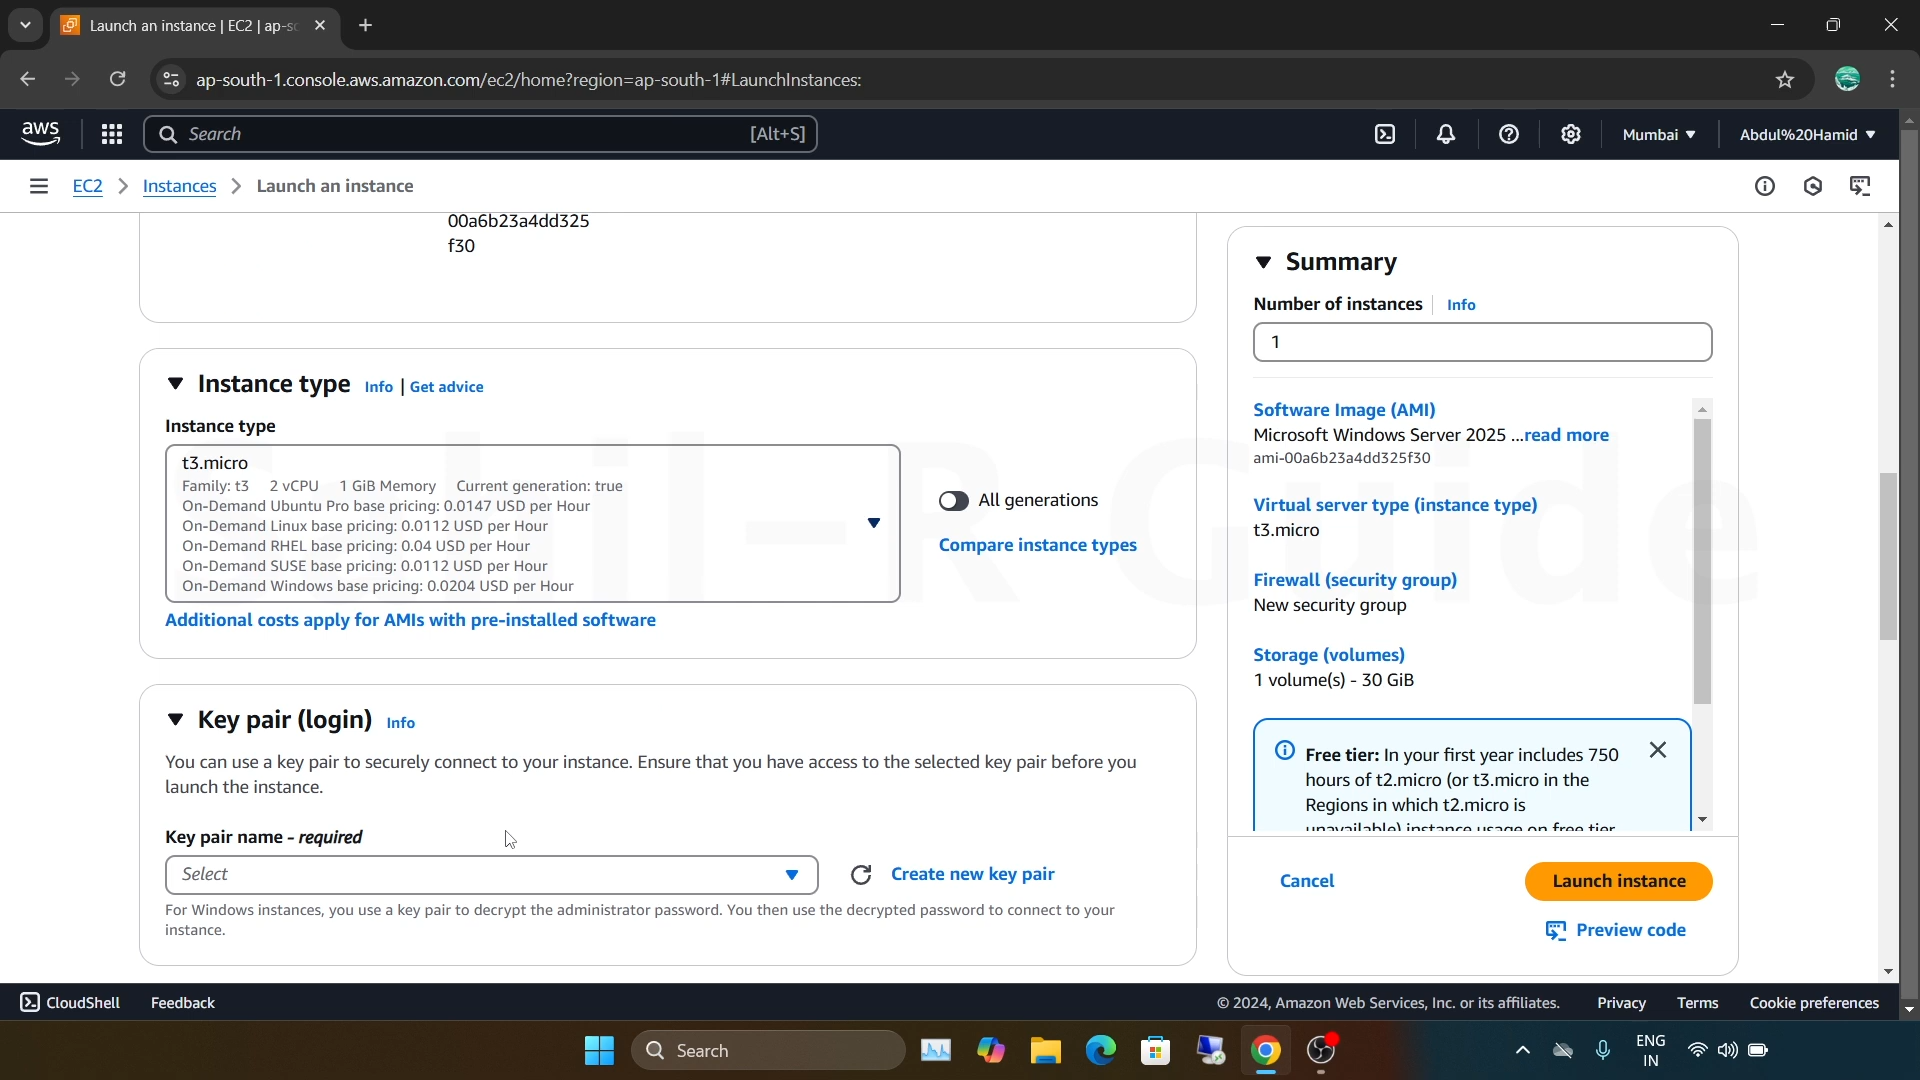 Launch an instance | EC2 | ap-so
ap-south-1.console.aws.amazon.com/ec2/home?region=ap-south-1#LaunchInstances:
aws
Search
[Alt+S]
Mumbai
Abdul%20Hamid
EC2
Instances
Launch an instance
00a6b23a4dd325
f30
Instance type
Info | Get advice
Instance type
t3.micro
Family: t3 2 vCPU 1 GiB Memory Current generation: true
On-Demand Ubuntu Pro base pricing: 0.0147 USD per Hour
On-Demand Linux base pricing: 0.0112 USD per Hour
On-Demand RHEL base pricing: 0.04 USD per Hour
On-Demand SUSE base pricing: 0.0112 USD per Hour
On-Demand Windows base pricing: 0.0204 USD per Hour
All generations
Compare instance types
Additional costs apply for AMIs with pre-installed software
Key pair (login) Info
You can use a key pair to securely connect to your instance. Ensure that you have access to the selected key pair before you
launch the instance.
Key pair name - required
Select
Create new key pair
For Windows instances, you use a key pair to decrypt the administrator password. You then use the decrypted password to connect to your
instance.
Summary
Number of instances
Info
1
Software Image (AMI)
Microsoft Windows Server 2025 ...read more
ami-00a6b23a4dd325f30
Virtual server type (instance type)
t3.micro
Firewall (security group)
New security group
Storage (volumes)
1 volume(s) - 30 GiB
Free tier: In your first year includes 750
hours of t2.micro (or t3.micro in the
Regions in which t2.micro is
unavailable) instance usage on free tier
Cancel
Launch instance
Preview code
CloudShell
Feedback
© 2024, Amazon Web Services, Inc. or its affiliates.
Privacy
Terms
Cookie preferences
Search
ENG
IN